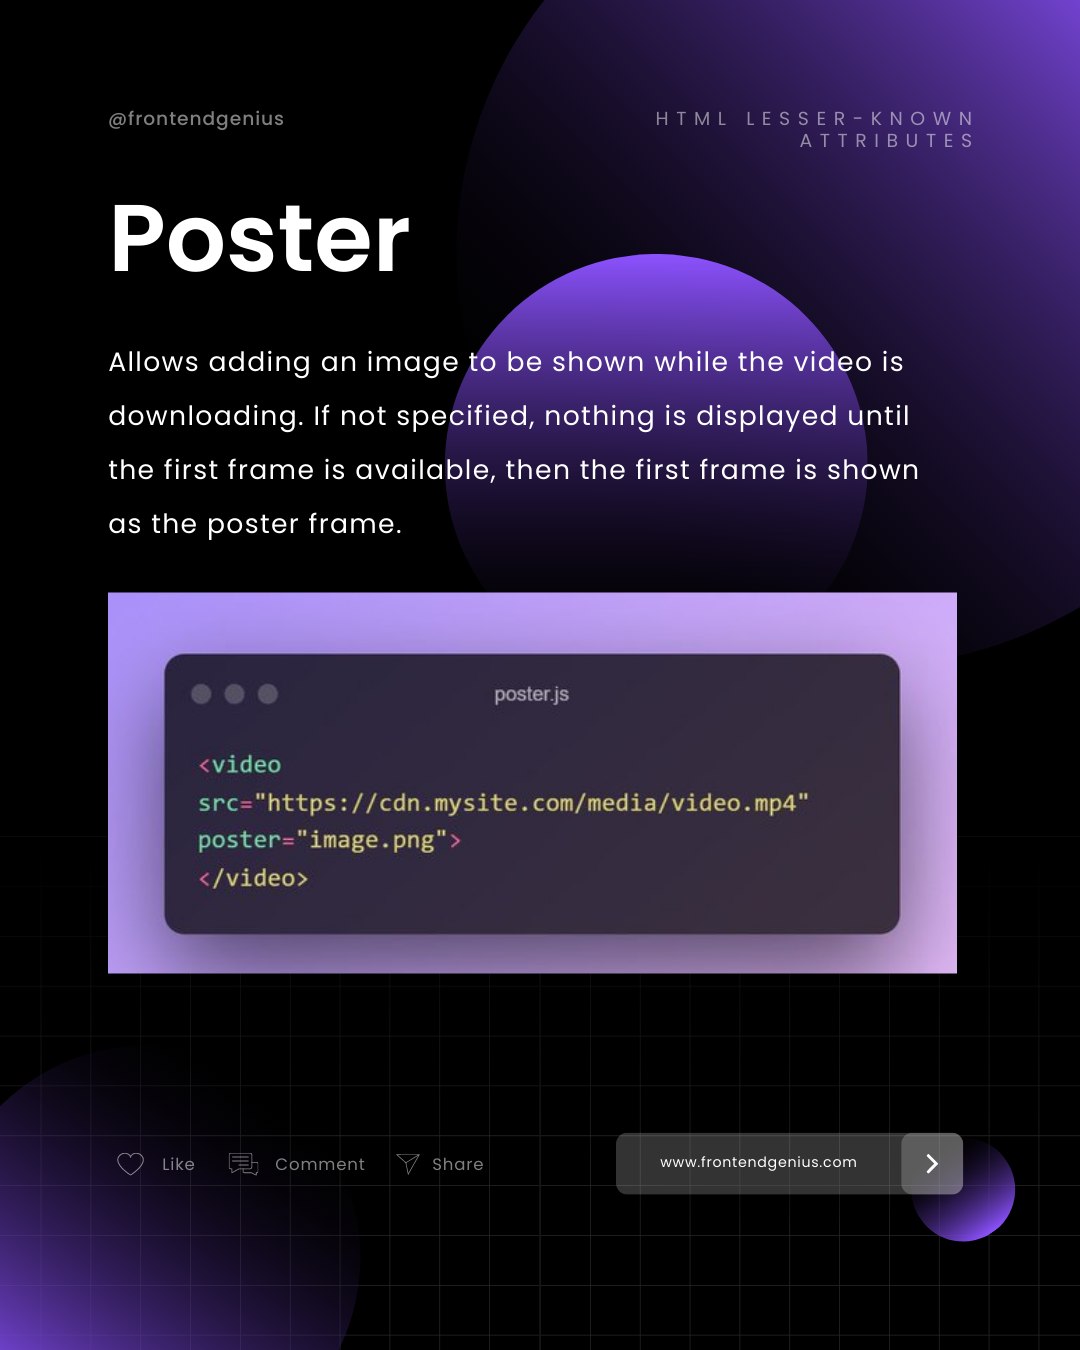 @frontendgenius
HTML LESSER-KNOWN
ATTRIBUTES
Poster
Allows adding an image to be shown while the video is
downloading. If not specified, nothing is displayed until
the first frame is available, then the first frame is shown
as the poster frame.
poster.js
<video
src="https://cdn.mysite.com/media/video.mp4"
poster="image.png">
</video>
Like Comment Share
www.frontendgenius.com